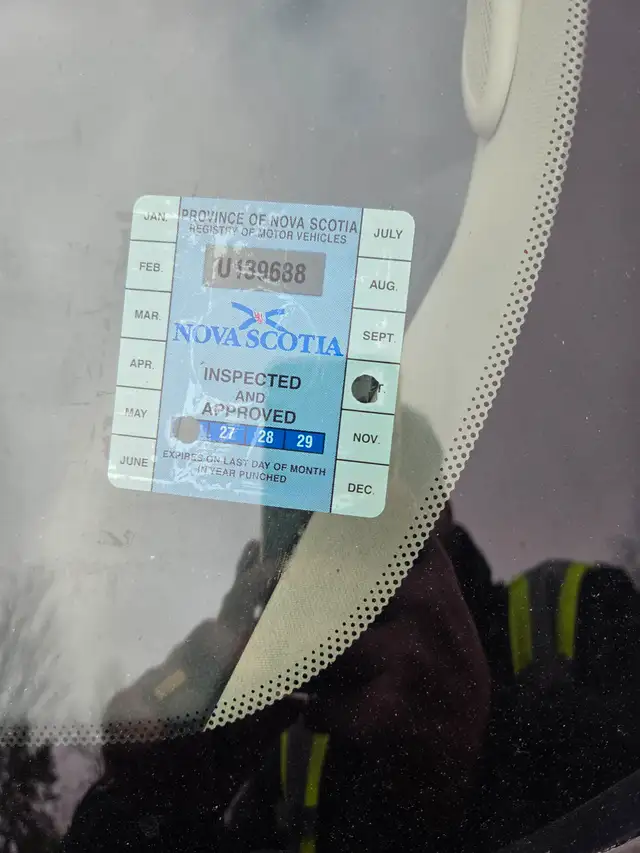 PROVINCE OF NOVA SCOTIA
REGISTRY OF MOTOR VEHICLES
U139688
NOVA SCOTIA
INSPECTED
AND
APPROVED
27 28 29
EXPIRES ON LAST DAY OF MONTH
IN YEAR PUNCHED
JAN.
FEB.
MAR.
APR.
MAY
JUNE
JULY
AUG.
SEPT.
NOV.
DEC.